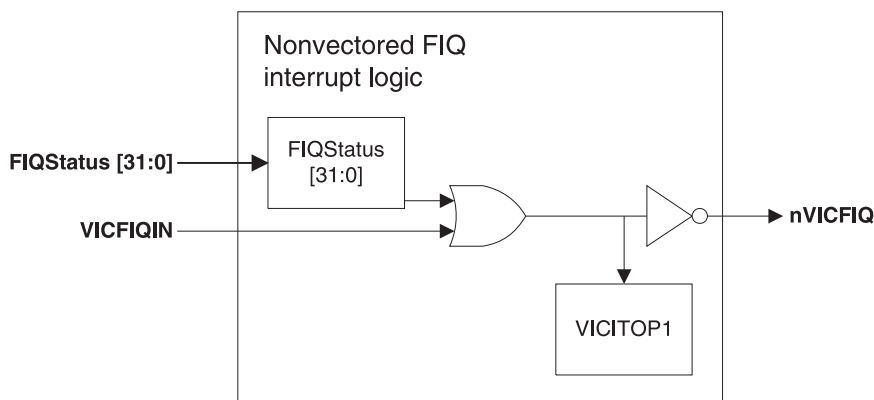 Nonvectored FIQ
interrupt logic
FIQStatus [31:0]
FIQStatus
[31:0]
VICFIQIN
nVICFIQ
VICITOP1